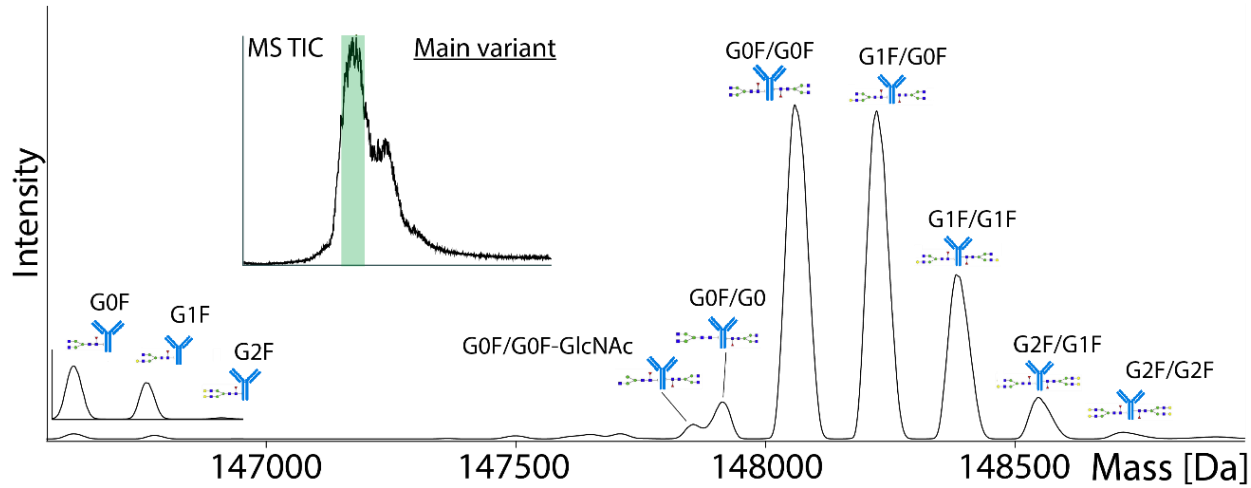 MS TIC
Main variant
G0F/G0F
G1F/G0F
G1F/G1F
G0F/G0
G0F/G0F-GlcNAc
G2F/G1F
G2F/G2F
G0F
G1F
G2F
Intensity
147000
147500
148000
148500
Mass [Da]